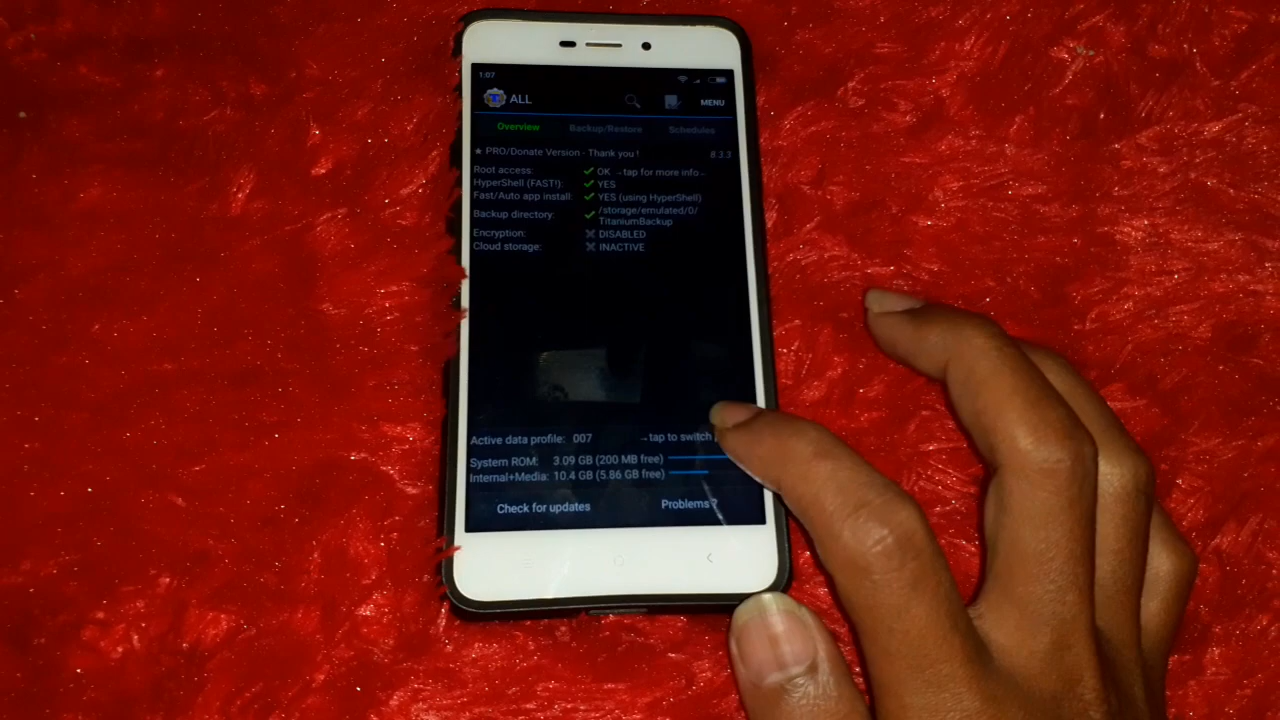 1:07
ALL MENU
Overview Backup/Restore Schedules
★ PRO/Donate Version - Thank you ! 8.3.3
Root access: OK →tap for more info←
HyperShell (FAST!): YES
Fast/Auto app install: YES (using HyperShell)
Backup directory: /storage/emulated/0/
TitaniumBackup
Encryption: DISABLED
Cloud storage: INACTIVE
Active data profile: 007 →tap to switch
System ROM: 3.09 GB (200 MB free)
Internal+Media: 10.4 GB (5.86 GB free)
Check for updates Problems?